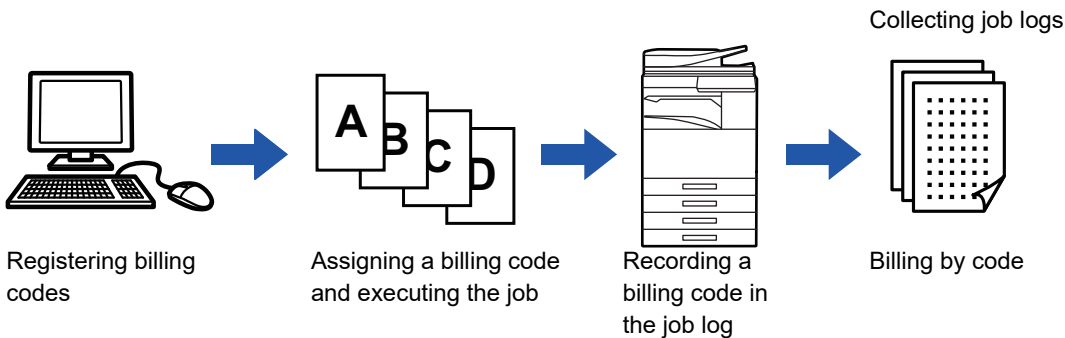 Collecting job logs
A
B
C
D
Registering billing
codes
Assigning a billing code
and executing the job
Recording a
billing code in
the job log
Billing by code